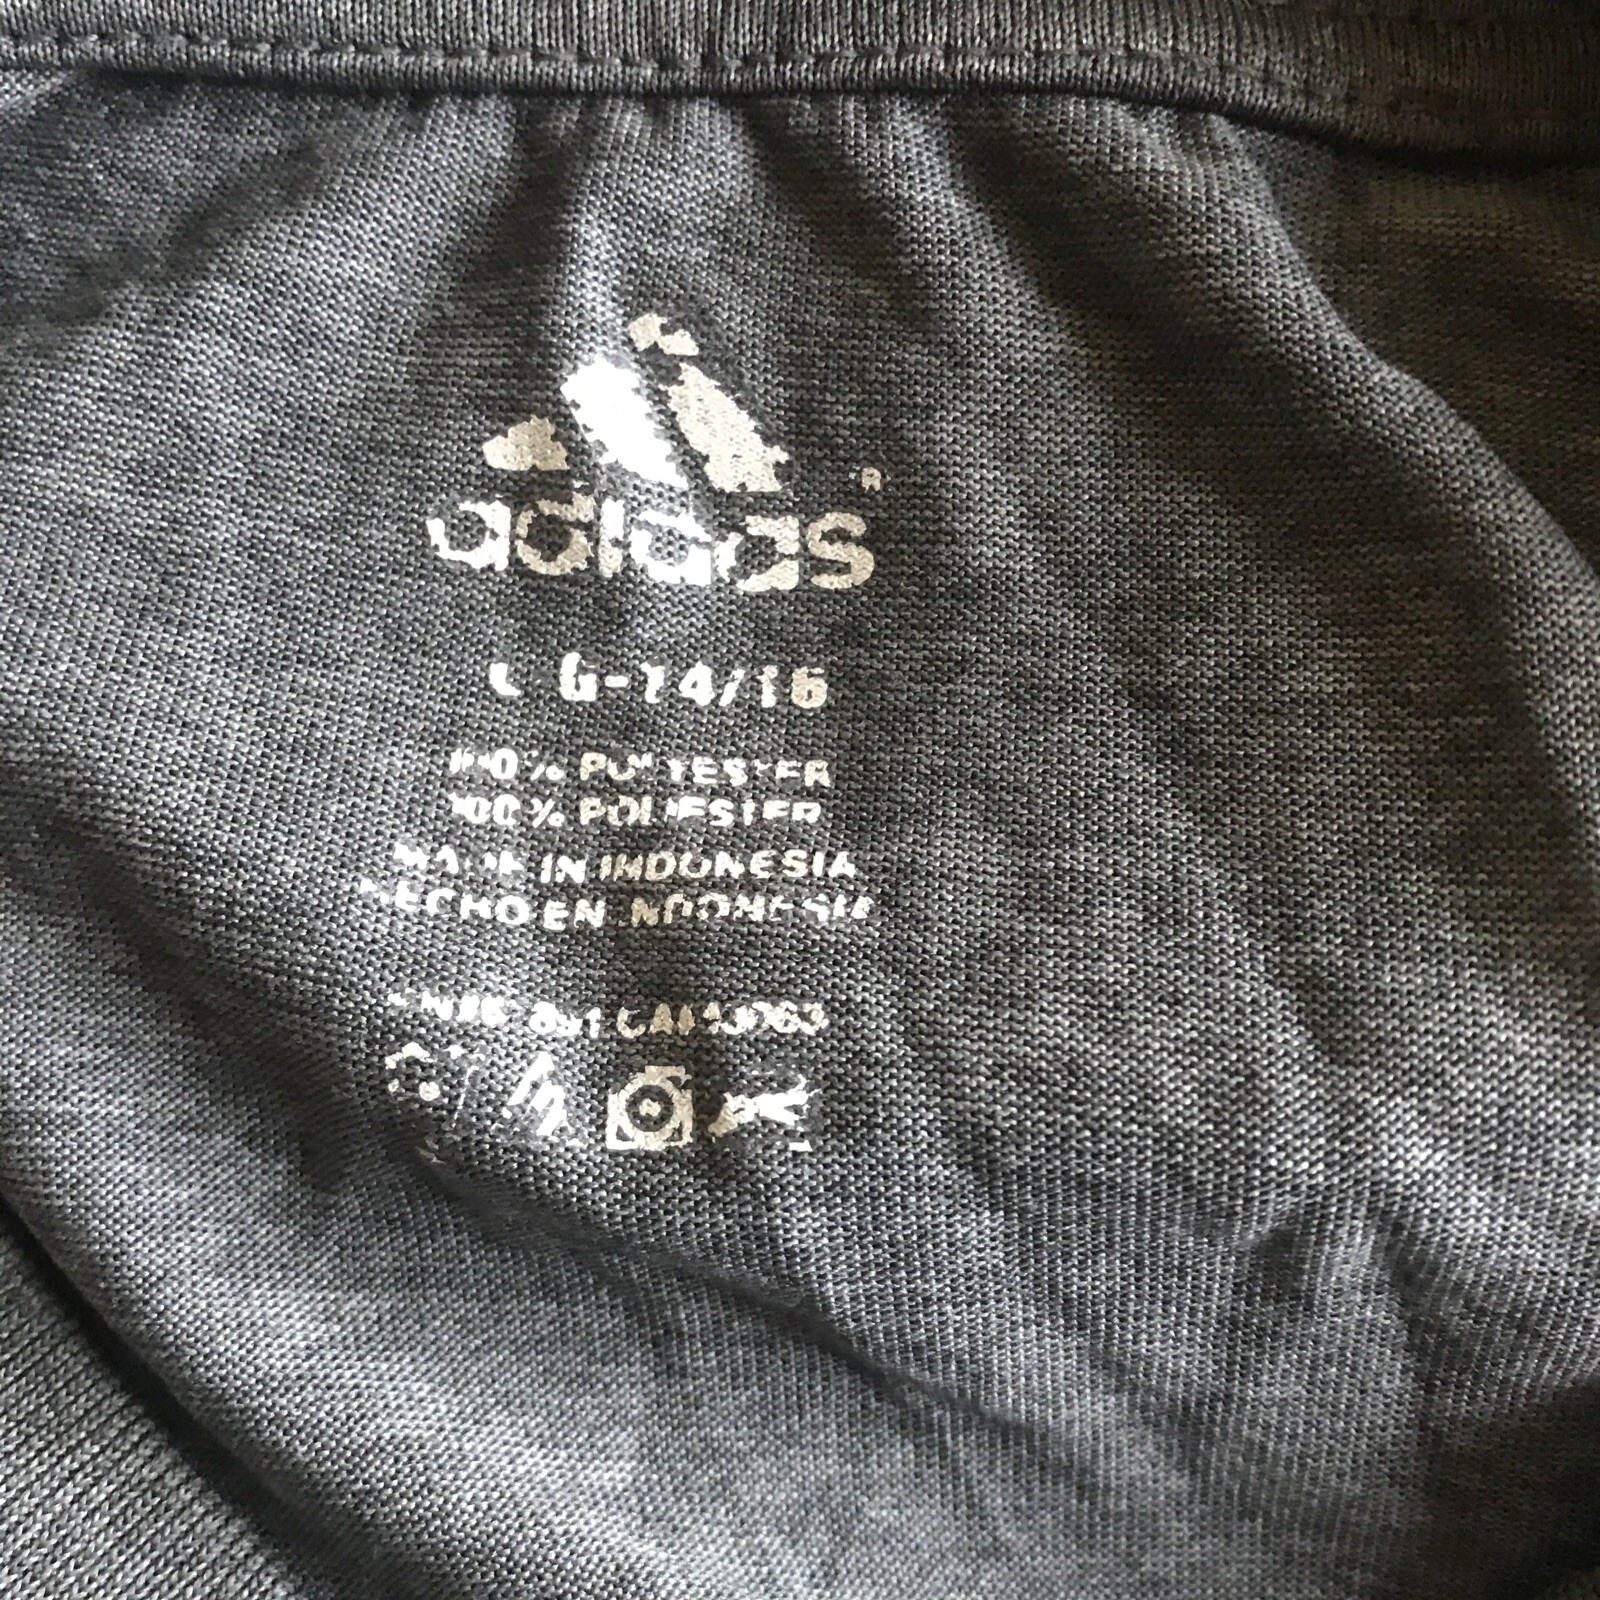 adidas ®
L G-14/16
100% POLYESTER
100% POLIESTER
MADE IN INDONESIA
HECHO EN INDONESIA